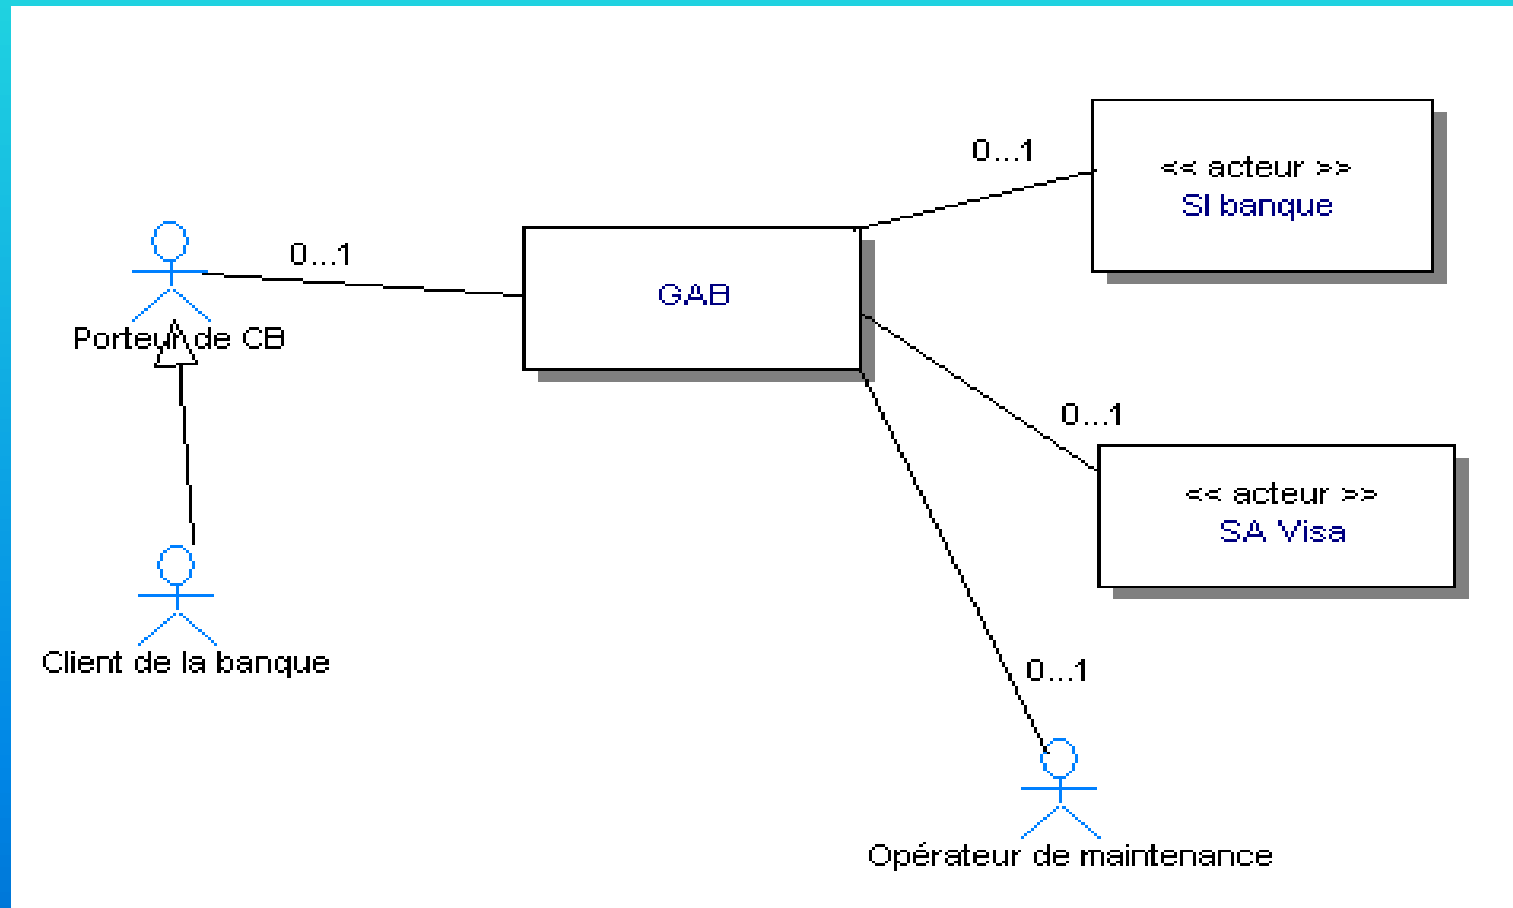 0...1
<< acteur >>
SI banque
0...1
GAB
Porteur de CB
0...1
<< acteur >>
SA Visa
Client de la banque
0...1
Opérateur de maintenance